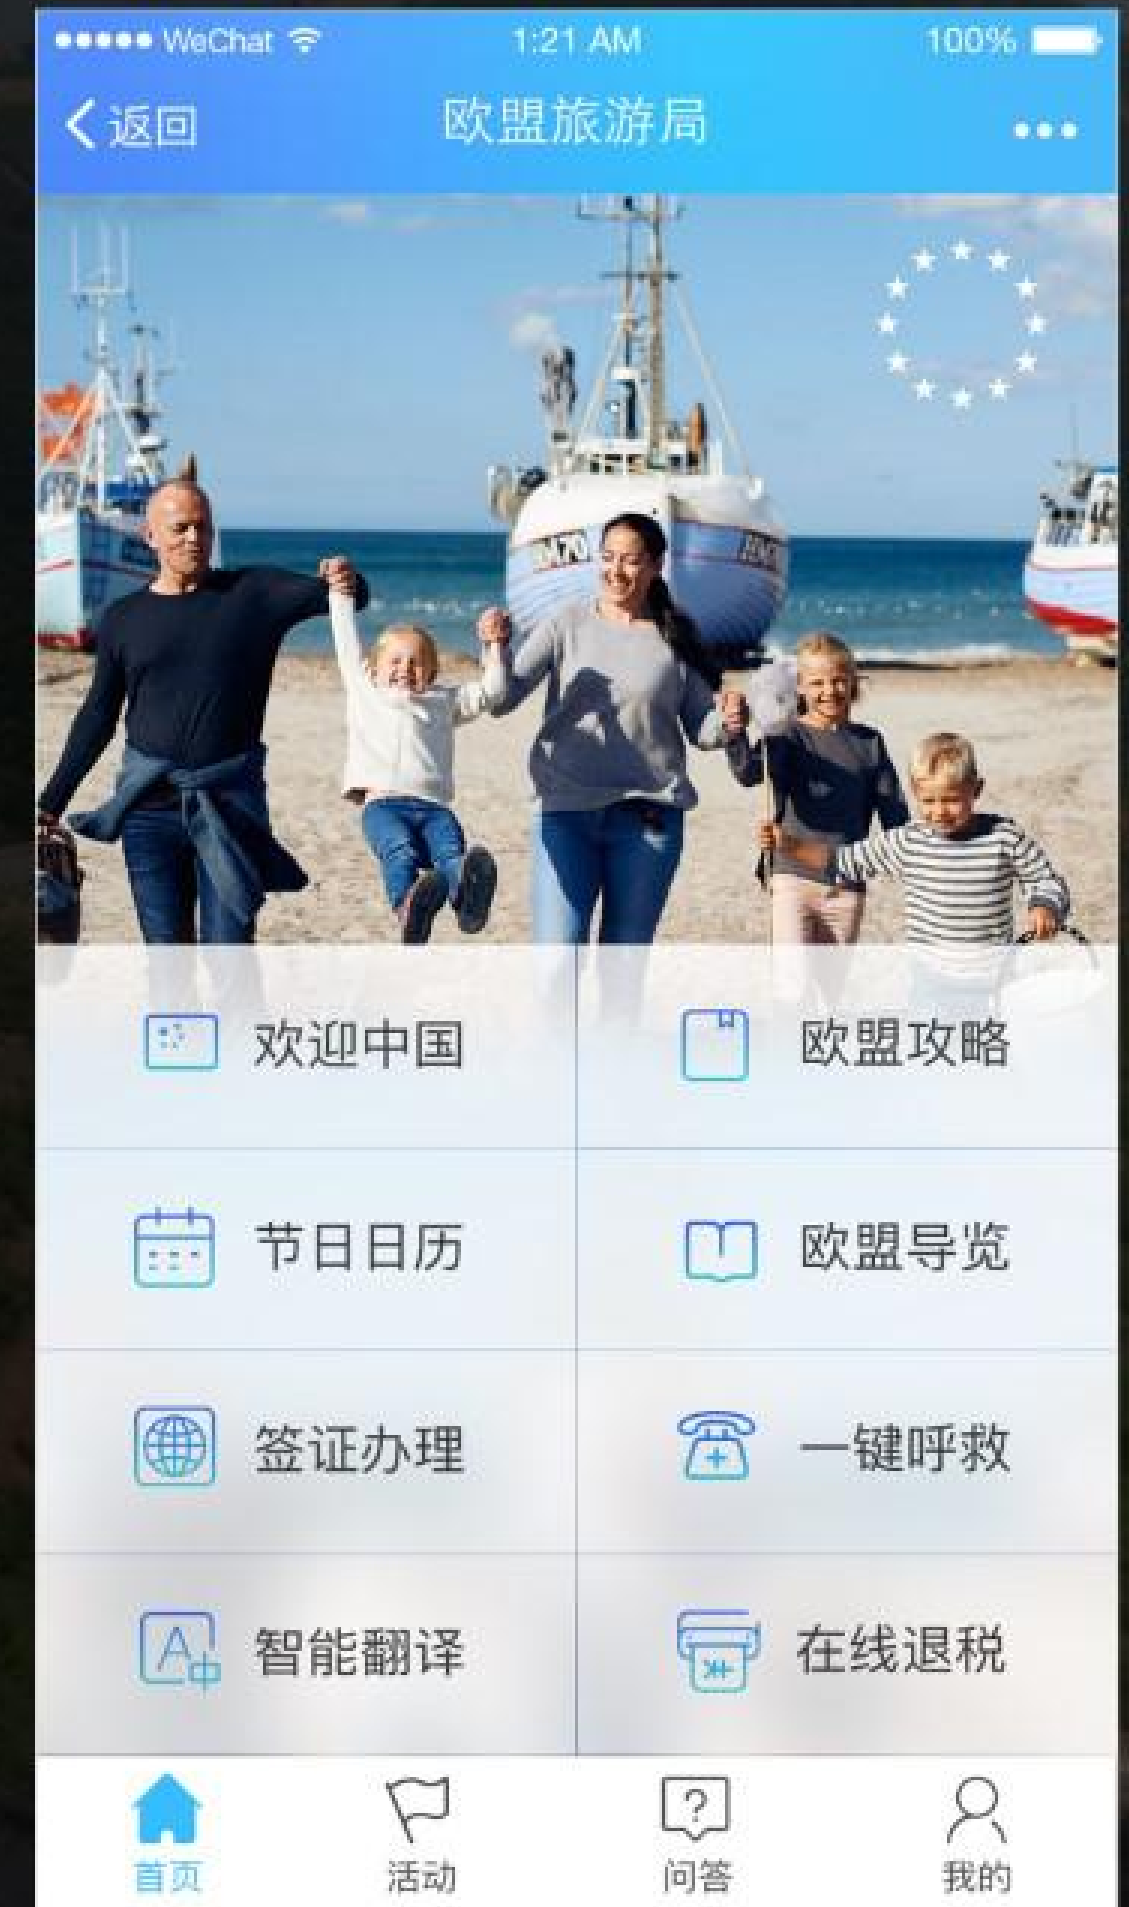 WeChat 1:21 AM 100%
返回 欧盟旅游局
欢迎中国 欧盟攻略
节日日历 欧盟导览
签证办理 一键呼救
A中 智能翻译 在线退税
首页 活动 问答 我的